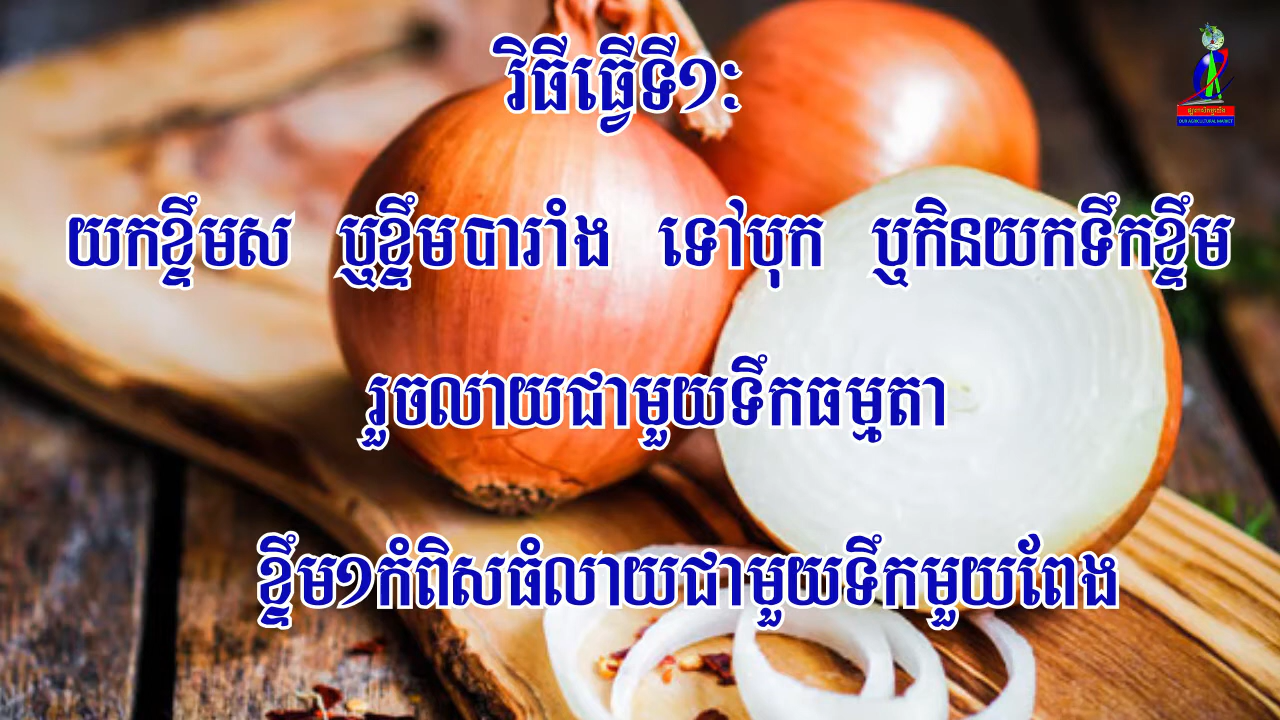 វិធីធ្វើទី១:
យកខ្ទឹមស ឬខ្ទឹមបារាំង ទៅបុក ឬកិនយកទឹកខ្ទឹម
រួចលាយជាមួយទឹកធម្មតា
ខ្ទឹម១កំពិសធំលាយជាមួយទឹកមួយពែង
OUR AGRICULTURAL MARKET